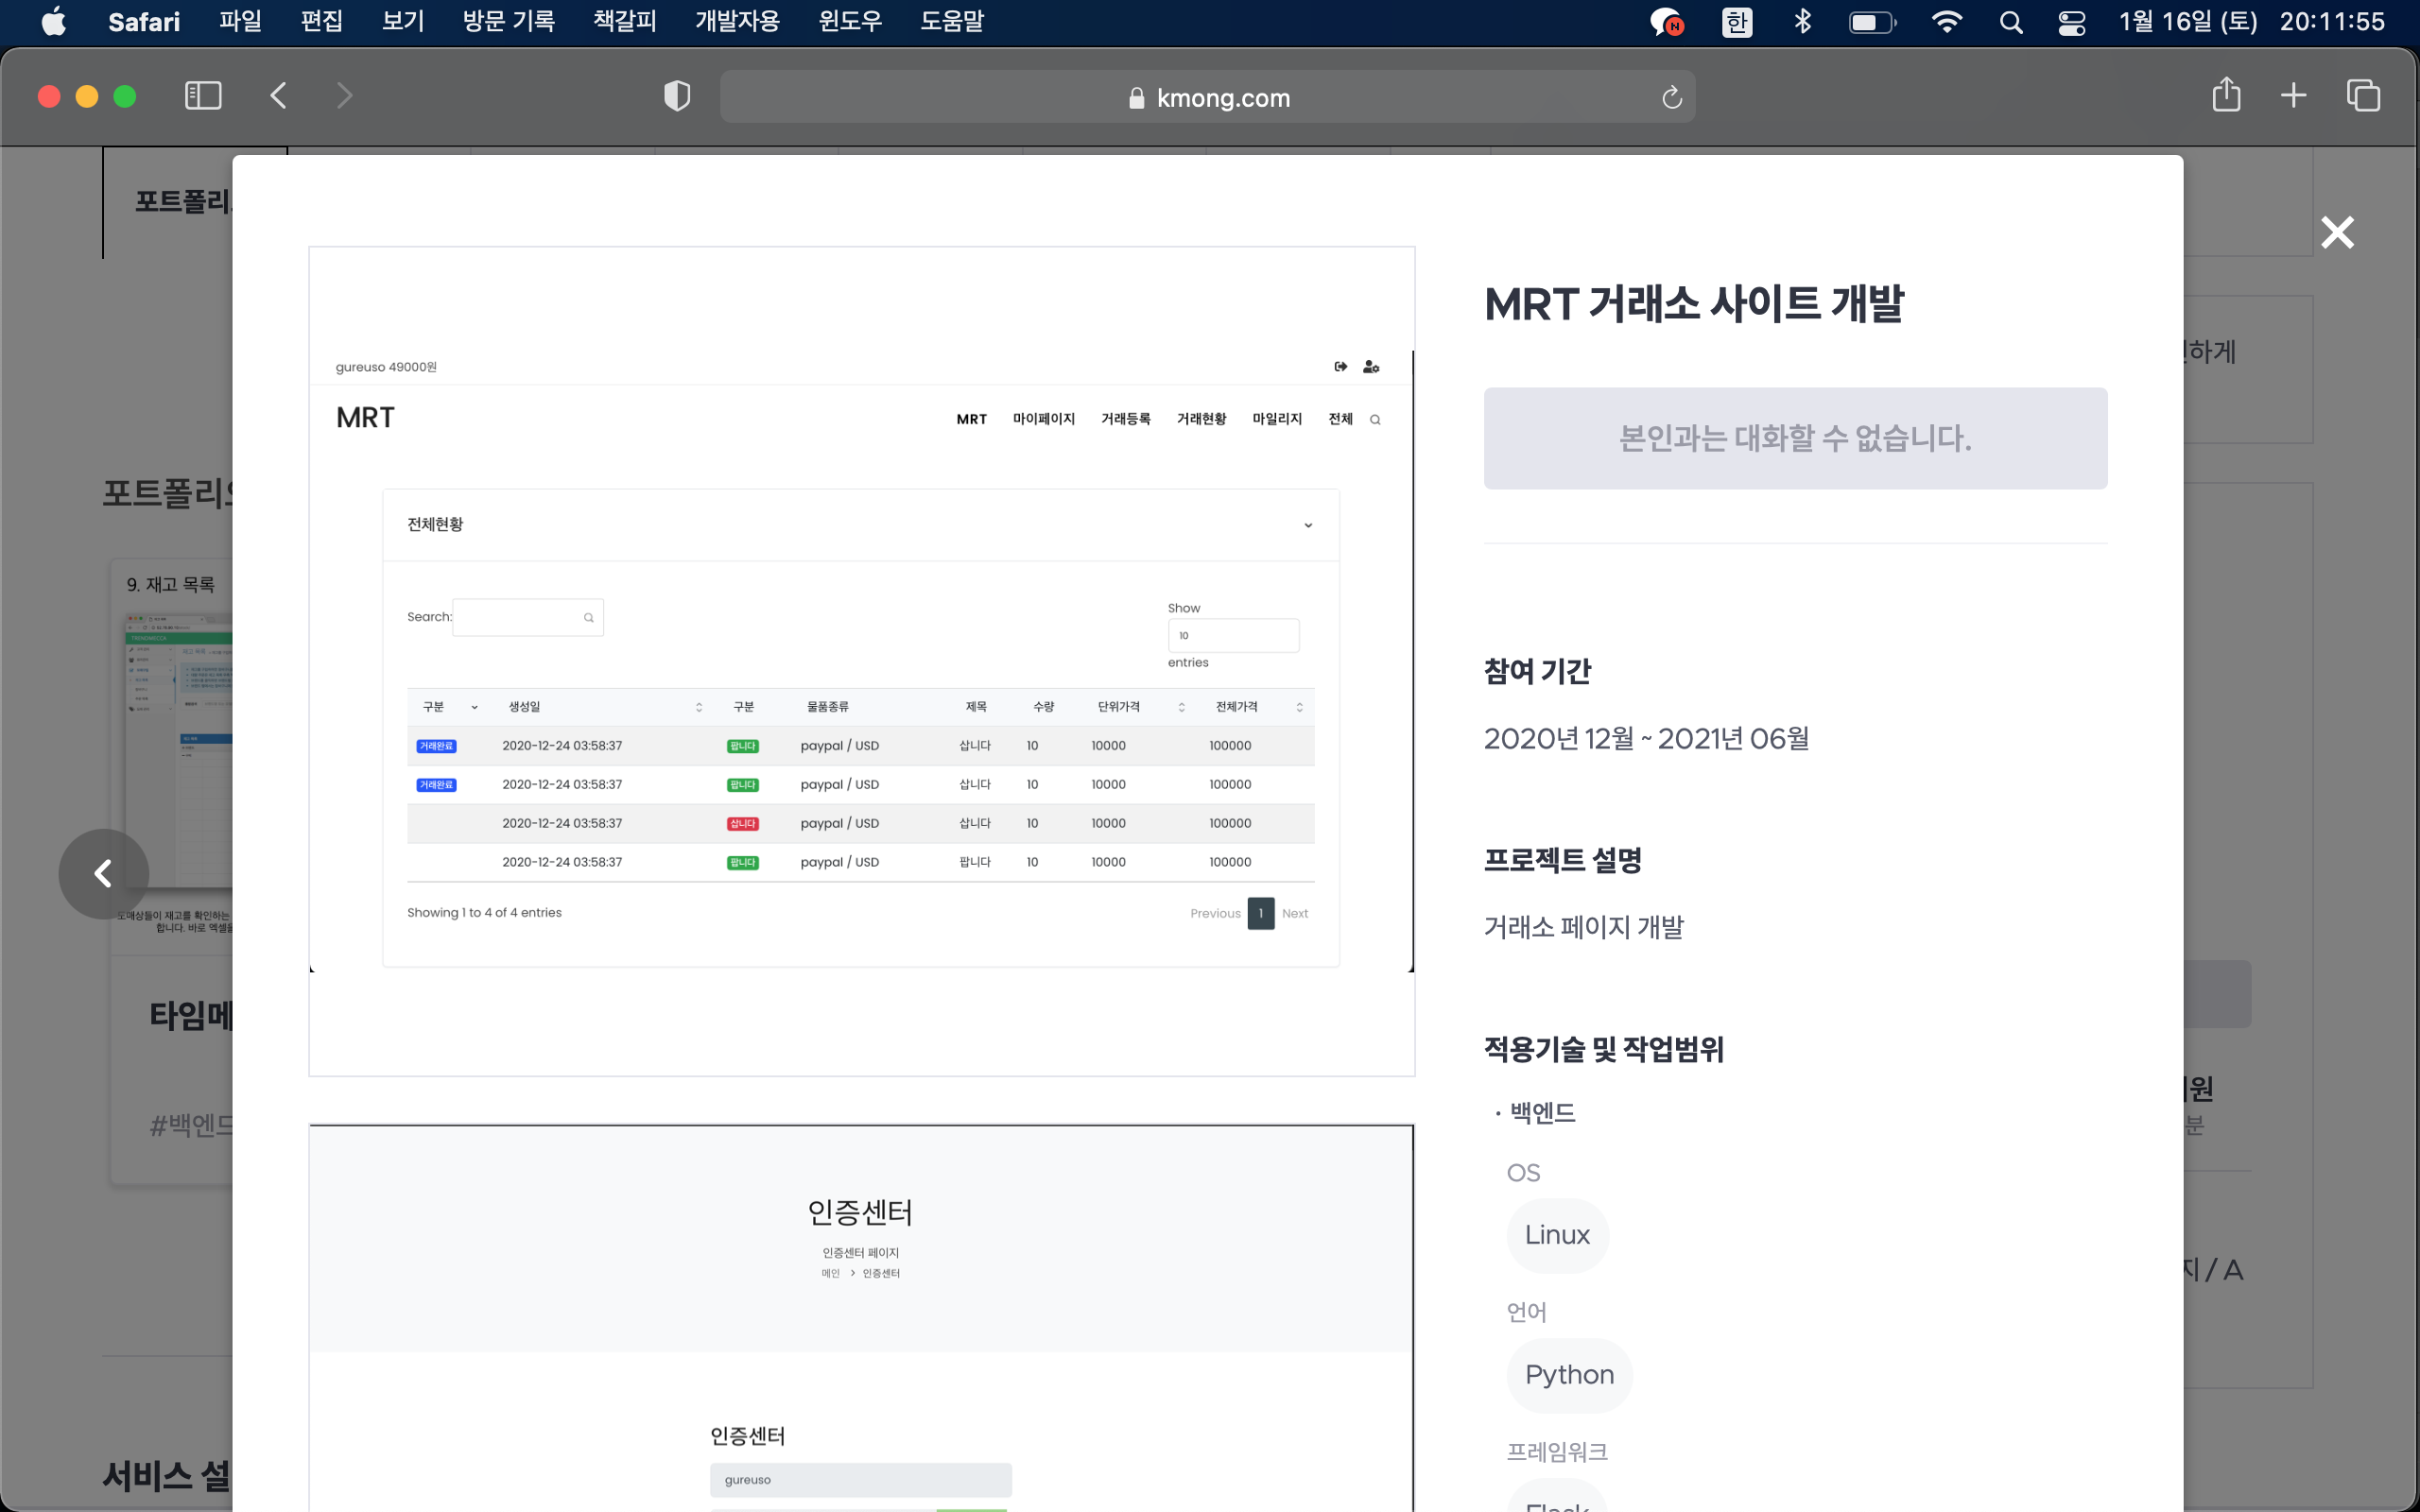 Safari 파일 편집 보기 방문 기록 책갈피 개발자용 윈도우 도움말
N 한 1월 16일 (토) 20:11:55
kmong.com
포트폴리
포트폴리
9. 재고 목록
TRENDMECCA
도매상들이 재고를 확인하는
합니다. 바로 엑셀을
타임메
#백엔드
서비스 설
gureuso 49000원
MRT
MRT 마이페이지 거래등록 거래현황 마일리지 전체
전체현황
Search:
Show
10
entries
구분 생성일 구분 물품종류 제목 수량 단위가격 전체가격
거래완료 2020-12-24 03:58:37 팝니다 paypal / USD 삽니다 10 10000 100000
거래완료 2020-12-24 03:58:37 팝니다 paypal / USD 삽니다 10 10000 100000
2020-12-24 03:58:37 삽니다 paypal / USD 삽니다 10 10000 100000
2020-12-24 03:58:37 팝니다 paypal / USD 팝니다 10 10000 100000
Showing 1 to 4 of 4 entries
Previous 1 Next
인증센터
인증센터 페이지
메인 > 인증센터
인증센터
gureuso
MRT 거래소 사이트 개발
본인과는 대화할 수 없습니다.
참여 기간
2020년 12월 ~ 2021년 06월
프로젝트 설명
거래소 페이지 개발
적용기술 및 작업범위
· 백엔드
OS
Linux
언어
Python
프레임워크
Flask
하게
원
분
지 / A